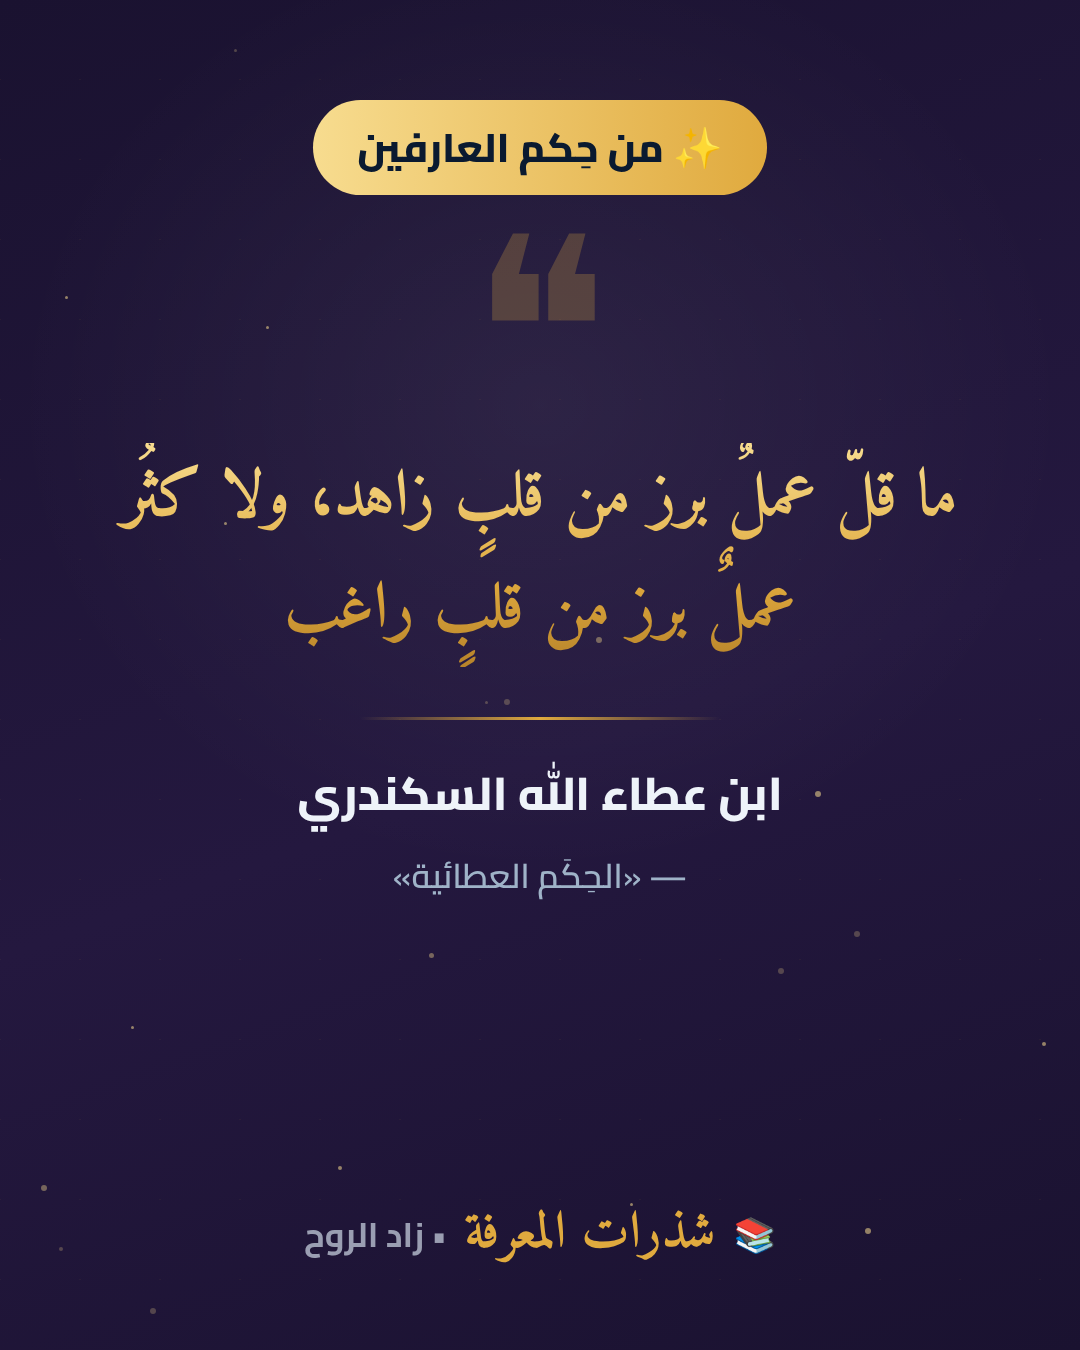 ✨ من حِكم العارفين
❝
ما قلّ عملٌ برز من قلبٍ زاهد، ولا كثُر
عملٌ برز من قلبٍ راغب
ابن عطاء الله السكندري
— «الحِكَم العطائية»
📚 شذرات المعرفة ▪ زاد الروح